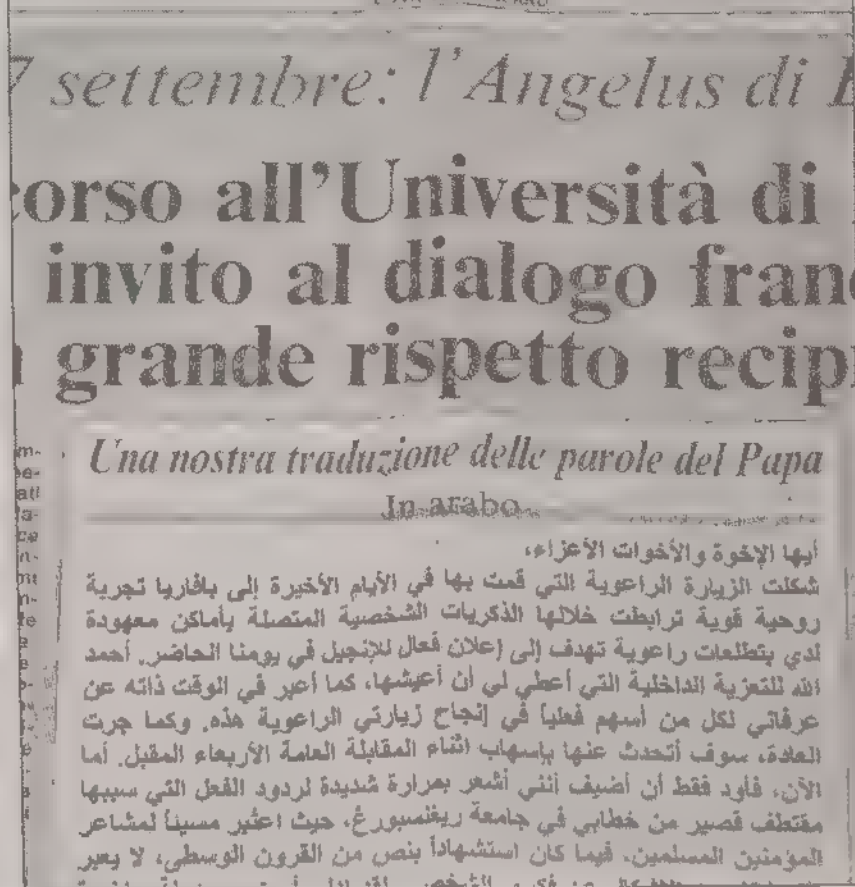 7 settembre: l'Angelus di
corso all'Università di
invito al dialogo fran
grande rispetto recip
Una nostra traduzione delle parole del Papa
In arabo
أيها الإخوة والأخوات الأعزاء،
شكلت الزيارة الراعوية التي قمت بها في الأيام الأخيرة إلى بافاريا تجربة
روحية قوية ترابطت خلالها الذكريات الشخصية المتصلة بأماكن معهودة
لدي بتطلعات راعوية تهدف إلى إعلان فعال للإنجيل في يومنا الحاضر. أحمد
الله للتعزية الداخلية التي أعطي لي أن أعيشها، كما أعبر في الوقت ذاته عن
عرفاني لكل من أسهم فعلياً في إنجاح زيارتي الراعوية هذه. وكما جرت
العادة، سوف أتحدث عنها بإسهاب اثناء المقابلة العامة الأربعاء المقبل. أما
الآن، فأود فقط أن أضيف أنني أشعر بمرارة شديدة لردود الفعل التي سببها
مقتطف قصير من خطابي في جامعة ريغنسبورغ، حيث اعتُبر مسيئاً لمشاعر
المؤمنين المسلمين، فيما كان استشهاداً بنص من القرون الوسطى، لا يعبر